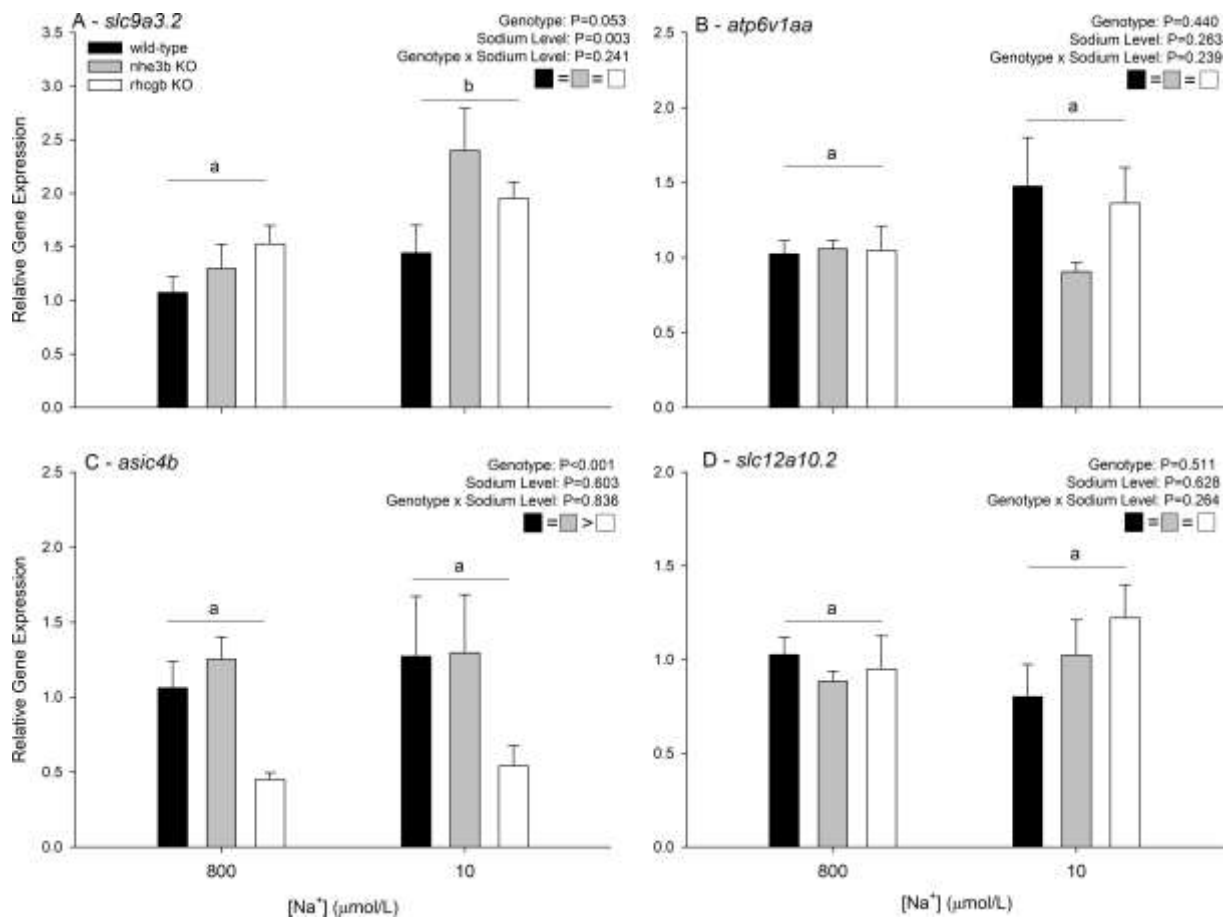 A - slc9a3.2
Genotype: P=0.053
Sodium Level: P=0.003
Genotype x Sodium Level: P=0.241
= =
wild-type
nhe3b KO
rhcgb KO
Relative Gene Expression
3.5
3.0
2.5
2.0
1.5
1.0
0.5
0.0
a
b
B - atp6v1aa
Genotype: P=0.440
Sodium Level: P=0.263
Genotype x Sodium Level: P=0.239
= =
2.5
2.0
1.5
1.0
0.5
0.0
a
a
C - asic4b
Genotype: P<0.001
Sodium Level: P=0.603
Genotype x Sodium Level: P=0.836
= >
Relative Gene Expression
2.5
2.0
1.5
1.0
0.5
0.0
a
a
800
10
[Na⁺] (μmol/L)
D - slc12a10.2
Genotype: P=0.511
Sodium Level: P=0.628
Genotype x Sodium Level: P=0.264
= =
2.0
1.5
1.0
0.5
0.0
a
a
800
10
[Na⁺] (μmol/L)